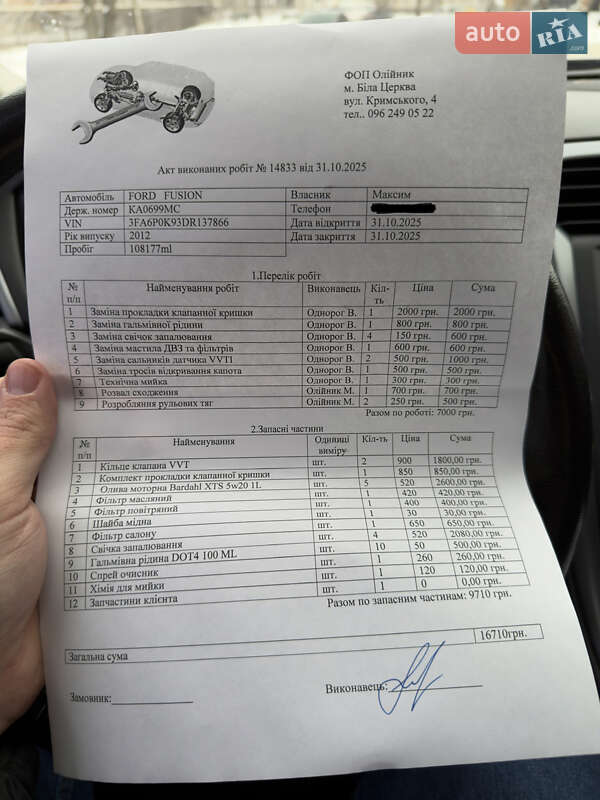 auto RIA .com
ФОП Олійник
м. Біла Церква
вул. Кримського, 4
тел.. 096 249 05 22
Акт виконаних робіт № 14833 від 31.10.2025
Автомобіль FORD FUSION Власник Максим
Держ. номер KA0699MC Телефон
VIN 3FA6P0K93DR137866 Дата відкриття 31.10.2025
Рік випуску 2012 Дата закриття 31.10.2025
Пробіг 108177ml
1.Перелік робіт
№ п/п Найменування робіт Виконавець Кіл-ть Ціна Сума
1 Заміна прокладки клапанної кришки Однорог В. 1 2000 грн. 2000 грн.
2 Заміна гальмівної рідини Однорог В. 1 800 грн. 800 грн.
3 Заміна свічок запалювання Однорог В. 4 150 грн. 600 грн.
4 Заміна мастила ДВЗ та фільтрів Однорог В. 1 600 грн. 600 грн.
5 Заміна сальників датчика VVTI Однорог В. 2 500 грн. 1000 грн.
6 Заміна тросів відкривання капота Однорог В. 1 500 грн. 500 грн.
7 Технічна мийка Однорог В. 1 300 грн. 300 грн.
8 Розвал сходження Олійник М. 1 700 грн. 700 грн.
9 Розробляння рульових тяг Олійник М. 2 250 грн. 500 грн.
Разом по роботі: 7000 грн.
2.Запасні частини
№ п/п Найменування Одиниці виміру Кіл-ть Ціна Сума
1 Кільце клапана VVT шт. 2 900 1800,00 грн.
2 Комплект прокладки клапанної кришки шт. 1 850 850,00 грн.
3 Олива моторна Bardahl XTS 5w20 1L шт. 5 520 2600,00 грн.
4 Фільтр масляний шт. 1 420 420,00 грн.
5 Фільтр повітряний шт. 1 400 400,00 грн.
6 Шайба мідна шт. 1 30 30,00 грн.
7 Фільтр салону шт. 1 650 650,00 грн.
8 Свічка запалювання шт. 4 520 2080,00 грн.
9 Гальмівна рідина DOT4 100 ML шт. 10 50 500,00 грн.
10 Спрей очисник шт. 1 260 260,00 грн.
11 Хімія для мийки шт. 1 120 120,00 грн.
12 Запчастини клієнта шт. 1 0 0,00 грн.
Разом по запасним частинам: 9710 грн.
Загальна сума 16710грн.
Замовник: Виконавець: